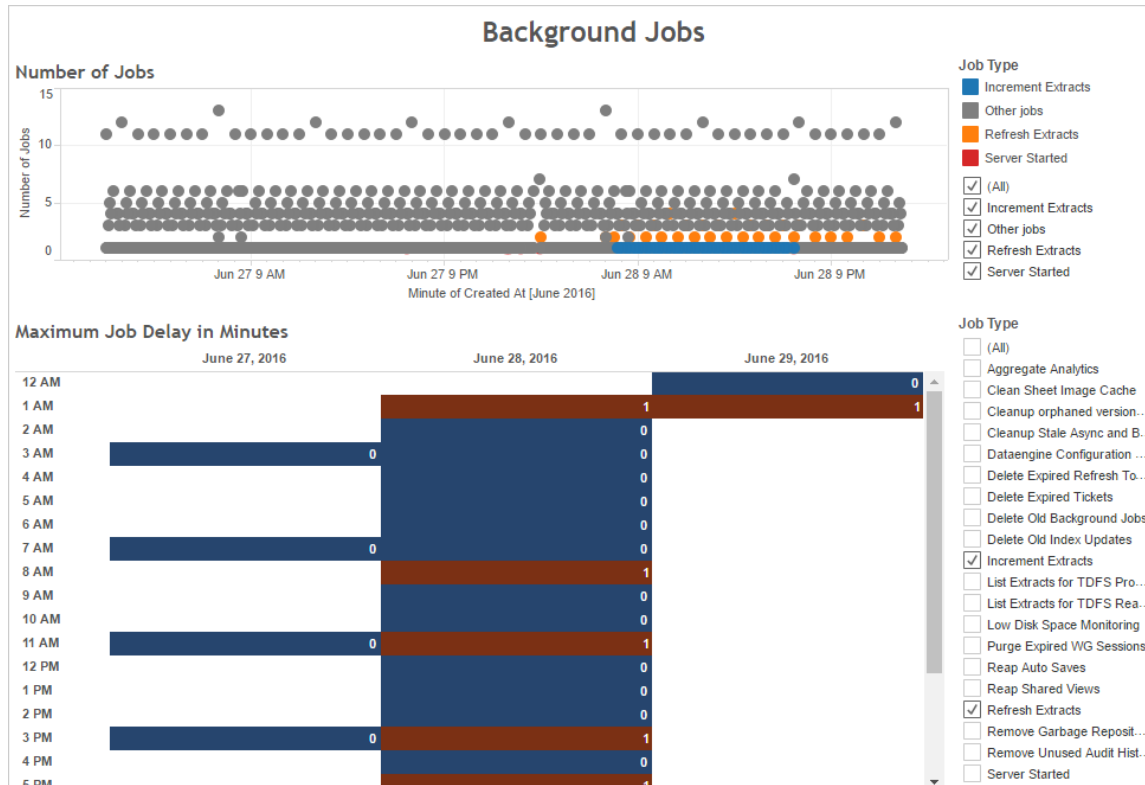 Background Jobs
Number of Jobs
15
10
5
0
Number of Jobs
Jun 27 9 AM Jun 27 9 PM Jun 28 9 AM Jun 28 9 PM
Minute of Created At [June 2016]
Job Type
Increment Extracts
Other jobs
Refresh Extracts
Server Started
(All)
Increment Extracts
Other jobs
Refresh Extracts
Server Started
Maximum Job Delay in Minutes
June 27, 2016 June 28, 2016 June 29, 2016
12 AM 0
1 AM 1 1
2 AM 0
3 AM 0 0
4 AM 0
5 AM 0
6 AM 0
7 AM 0 0
8 AM 1
9 AM 0
10 AM 0
11 AM 0 1
12 PM 0
1 PM 0
2 PM 0
3 PM 0 1
4 PM 0
5 PM 1
Job Type
(All)
Aggregate Analytics
Clean Sheet Image Cache
Cleanup orphaned version...
Cleanup Stale Async and B..
Dataengine Configuration ...
Delete Expired Refresh To...
Delete Expired Tickets
Delete Old Background Jobs
Delete Old Index Updates
Increment Extracts
List Extracts for TDFS Pro...
List Extracts for TDFS Rea...
Low Disk Space Monitoring
Purge Expired WG Sessions
Reap Auto Saves
Reap Shared Views
Refresh Extracts
Remove Garbage Reposit...
Remove Unused Audit Hist...
Server Started